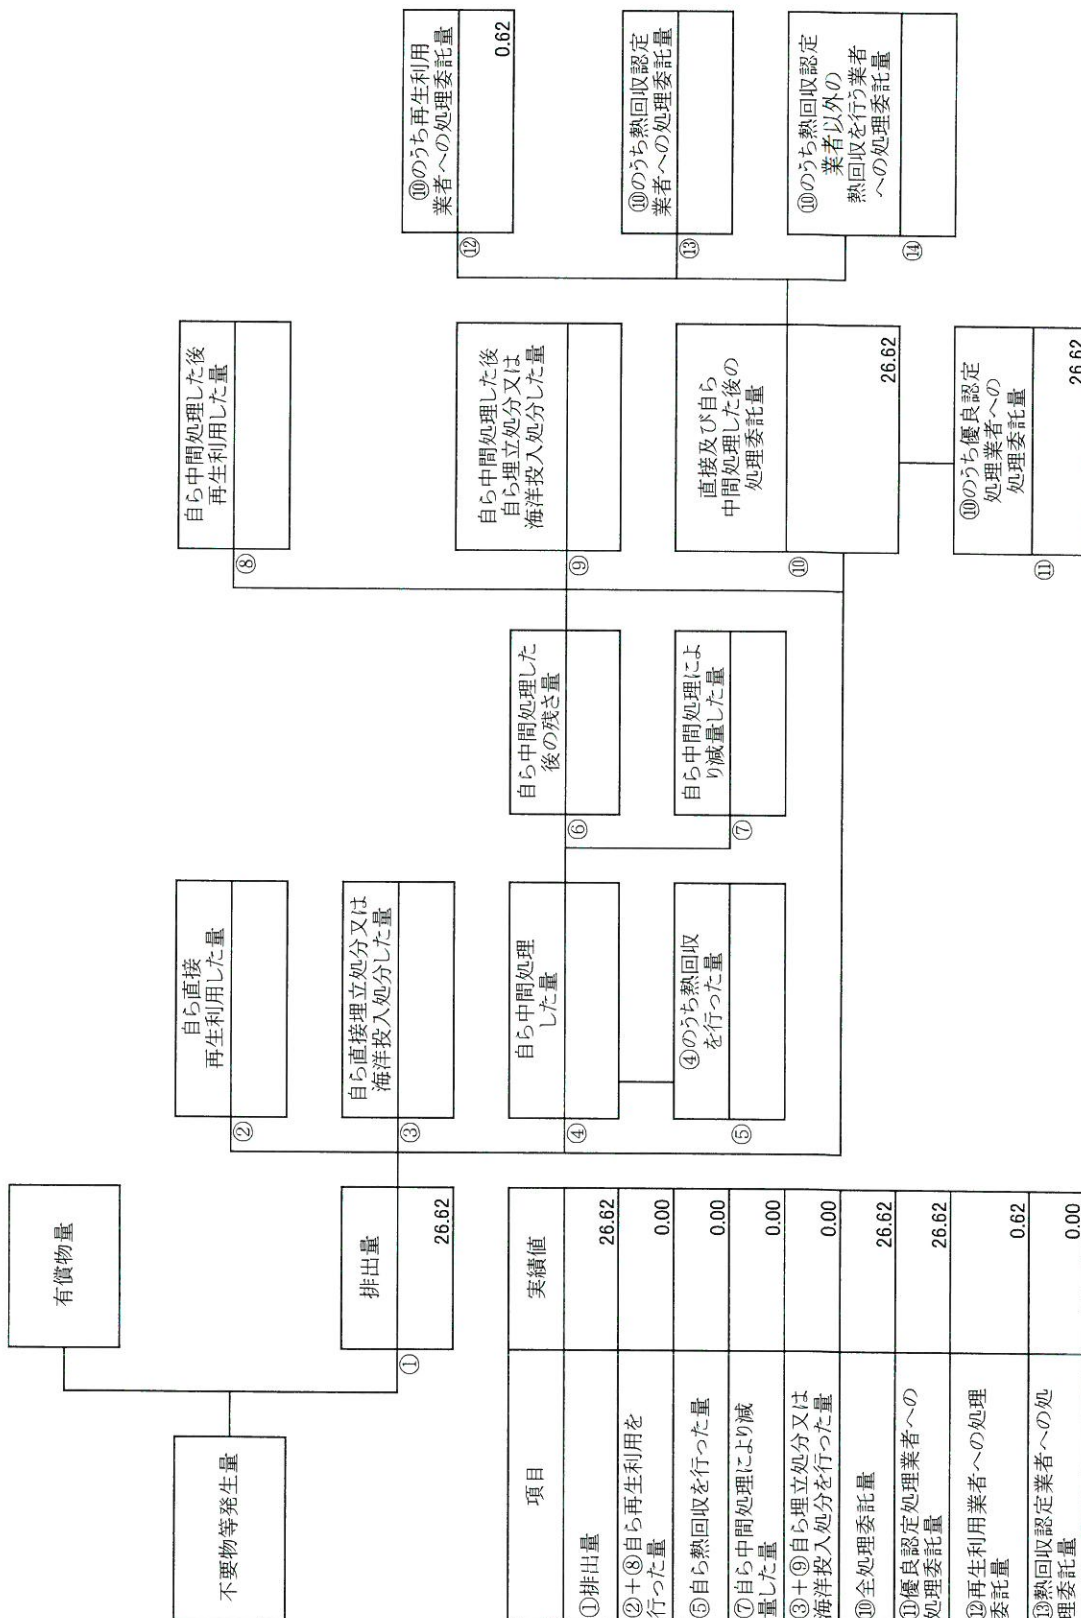 有償物量
不要物等発生量
①
排出量
26.62
②
自ら直接
再生利用した量
③
自ら直接埋立処分又は
海洋投入処分した量
④
自ら中間処理
した量
⑤
④のうち熱回収
を行った量
⑥
自ら中間処理した
後の残さ量
⑦
自ら中間処理によ
り減量した量
⑧
自ら中間処理した後
再生利用した量
⑨
自ら中間処理した後
自ら埋立処分又は
海洋投入処分した量
⑩
直接及び自ら
中間処理した後の
処理委託量
26.62
⑪
⑩のうち優良認定
処理業者への
処理委託量
26.62
⑫
⑩のうち再生利用
業者への処理委託量
0.62
⑬
⑩のうち熱回収認定
業者への処理委託量
⑭
⑩のうち熱回収認定
業者以外の
熱回収を行う業者
への処理委託量
項目 実績値
①排出量 26.62
②+⑧自ら再生利用を
行った量 0.00
⑤自ら熱回収を行った量 0.00
⑦自ら中間処理により減
量した量 0.00
③+⑨自ら埋立処分又は
海洋投入処分を行った量 0.00
⑩全処理委託量 26.62
⑪優良認定処理業者への
処理委託量 26.62
⑫再生利用業者への処理
委託量 0.62
⑬熱回収認定業者への処
理委託量 0.00